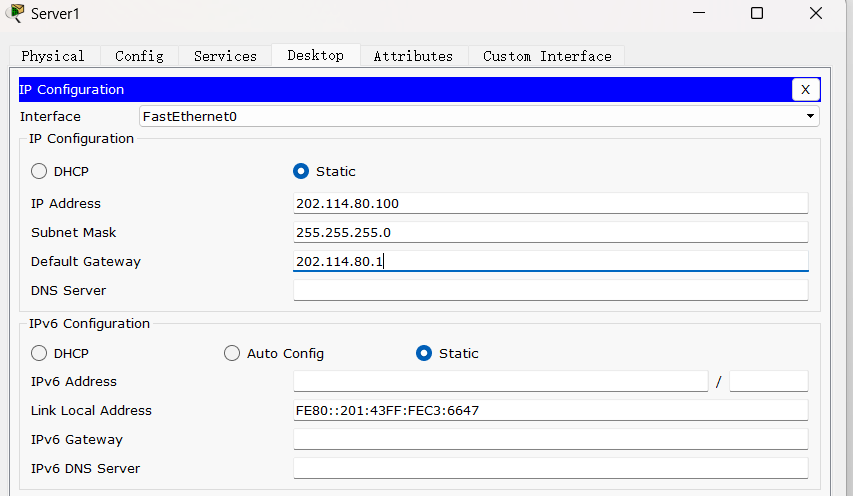 Server1
Physical Config Services Desktop Attributes Custom Interface
IP Configuration X
Interface FastEthernet0
IP Configuration
DHCP Static
IP Address 202.114.80.100
Subnet Mask 255.255.255.0
Default Gateway 202.114.80.1
DNS Server
IPv6 Configuration
DHCP Auto Config Static
IPv6 Address /
Link Local Address FE80::201:43FF:FEC3:6647
IPv6 Gateway
IPv6 DNS Server